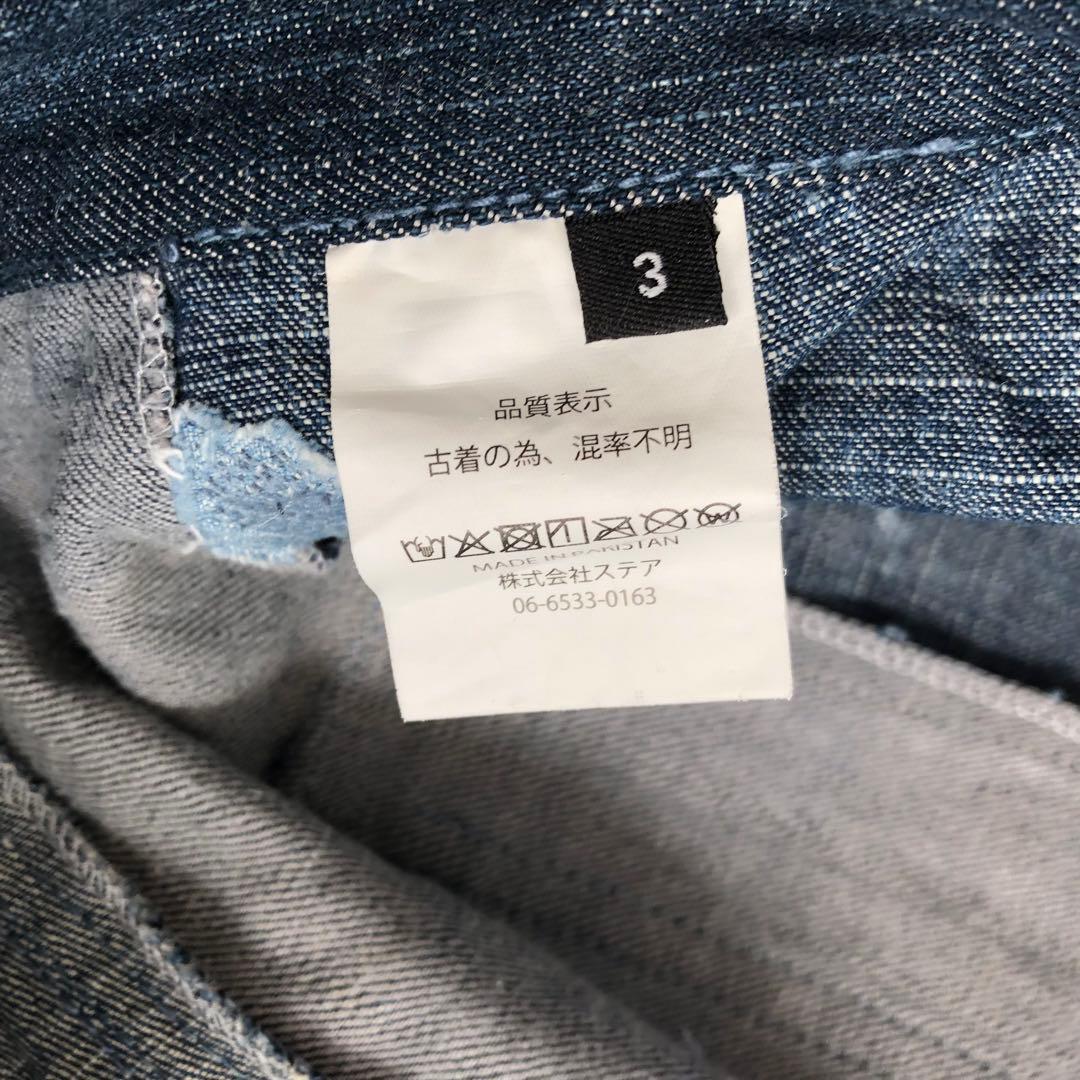 3
品質表示
古着の為、混率不明
MADE IN PAKISTAN
株式会社ステア
06-6533-0163